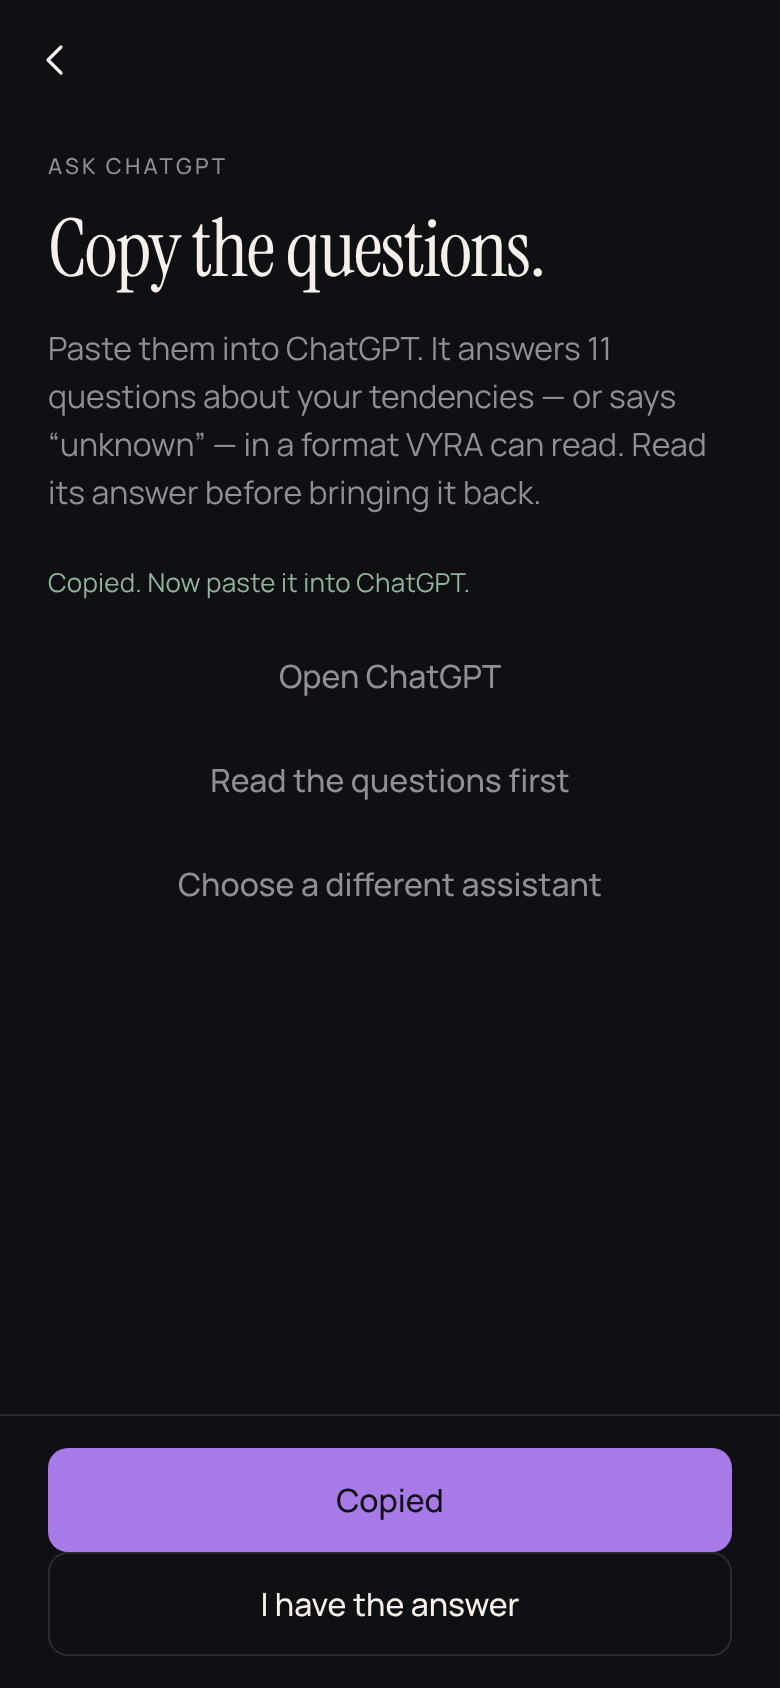 ASK CHATGPT
Copy the questions.
Paste them into ChatGPT. It answers 11
questions about your tendencies — or says
“unknown” — in a format VYRA can read. Read
its answer before bringing it back.
Copied. Now paste it into ChatGPT.
Open ChatGPT
Read the questions first
Choose a different assistant
Copied
I have the answer